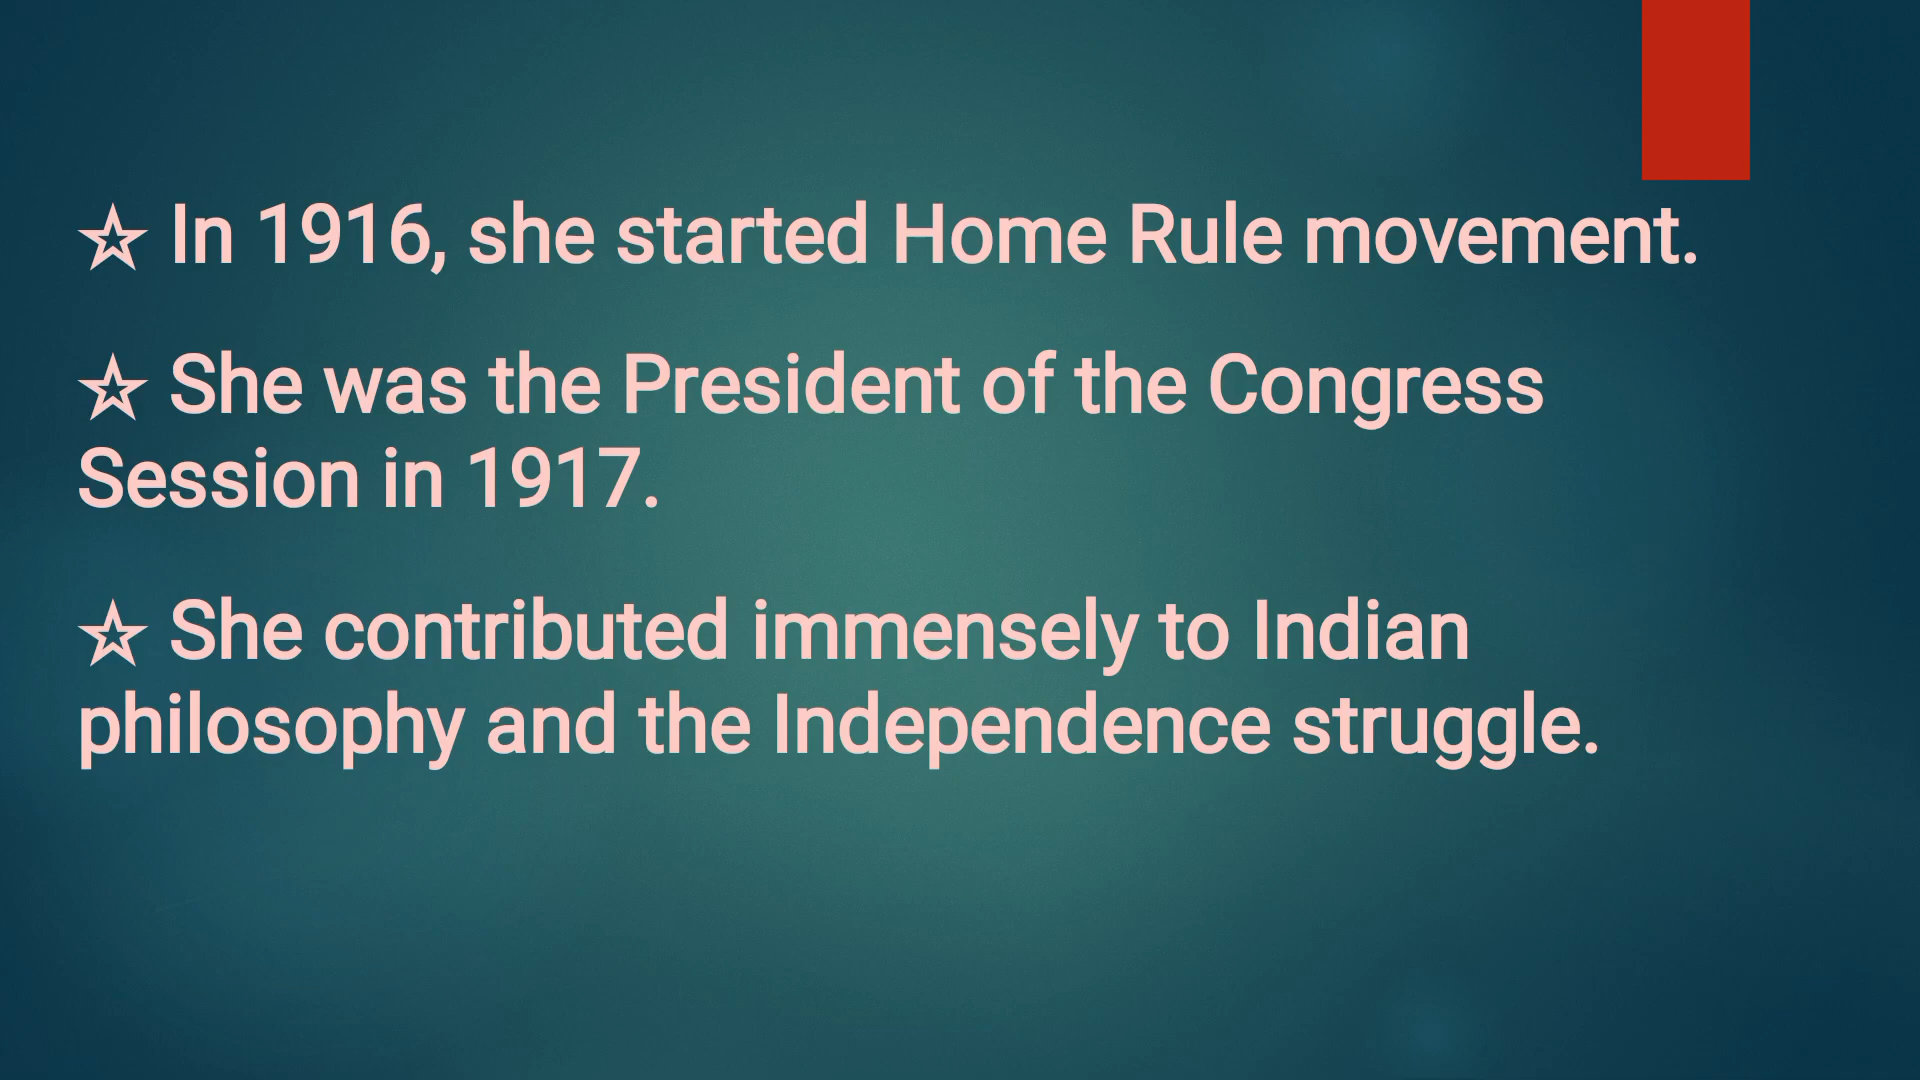 ☆ In 1916, she started Home Rule movement.
☆ She was the President of the Congress
Session in 1917.
☆ She contributed immensely to Indian
philosophy and the Independence struggle.